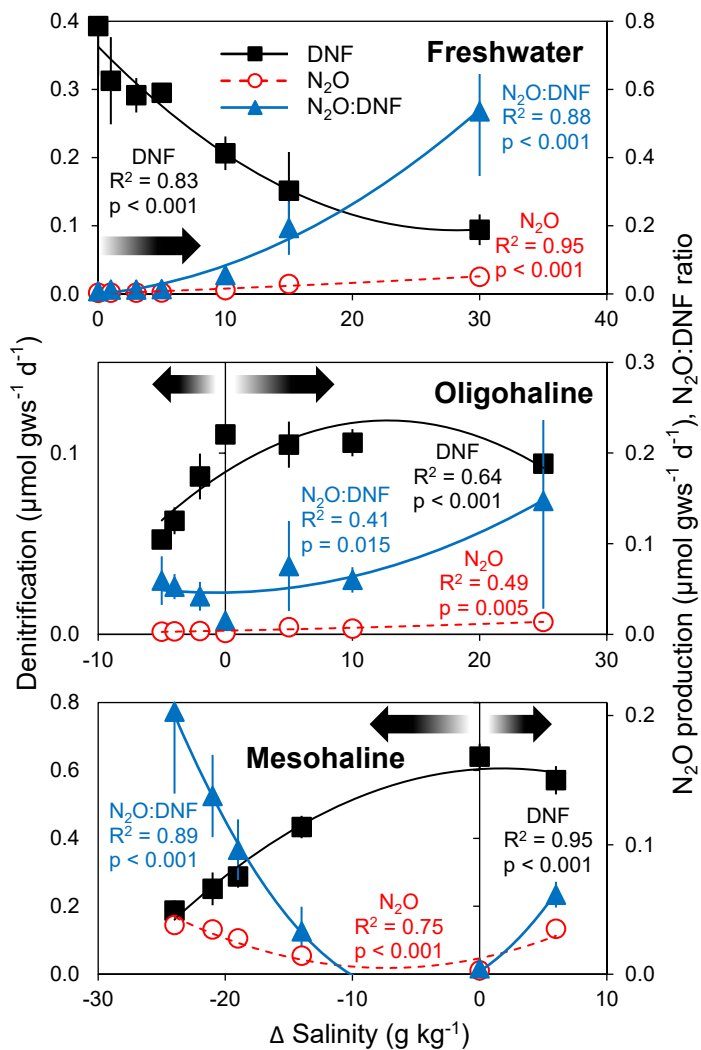 Denitrification (µmol gws⁻¹ d⁻¹)
N₂O production (µmol gws⁻¹ d⁻¹), N₂O:DNF ratio
0.4
0.3
0.2
0.1
0.0
0.8
0.6
0.4
0.2
0.0
0
10
20
30
40
DNF
N₂O
N₂O:DNF
Freshwater
N₂O:DNF
R² = 0.88
p < 0.001
DNF
R² = 0.83
p < 0.001
N₂O
R² = 0.95
p < 0.001
0.1
0.0
0.3
0.2
0.1
0.0
-10
0
10
20
30
Oligohaline
DNF
R² = 0.64
p < 0.001
N₂O:DNF
R² = 0.41
p = 0.015
N₂O
R² = 0.49
p = 0.005
0.8
0.6
0.4
0.2
0.0
0.2
0.1
0.0
-30
-20
-10
0
10
Mesohaline
N₂O:DNF
R² = 0.89
p < 0.001
DNF
R² = 0.95
p < 0.001
N₂O
R² = 0.75
p < 0.001
Δ Salinity (g kg⁻¹)